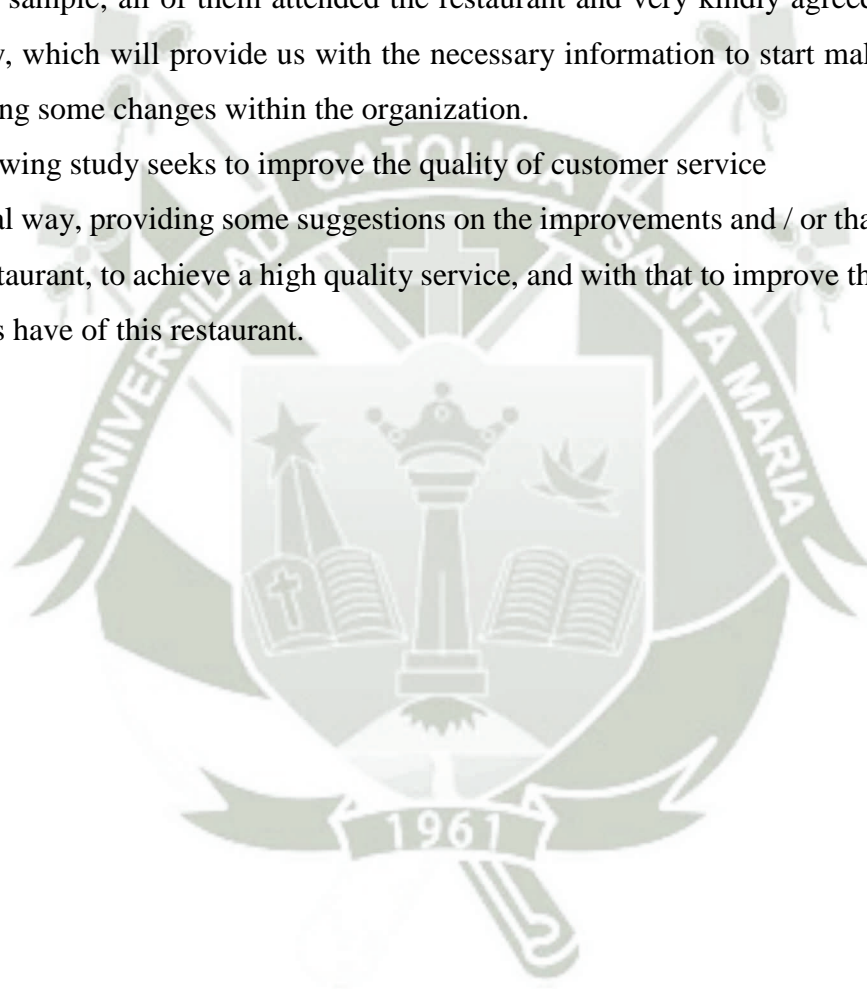 sample, all of them attended the restaurant and very kindly agreed
, which will provide us with the necessary information to start mak
ng some changes within the organization.
wing study seeks to improve the quality of customer service
al way, providing some suggestions on the improvements and / or tha
taurant, to achieve a high quality service, and with that to improve th
s have of this restaurant.
UNIVERSIDAD CATOLICA SANTA MARIA
1961